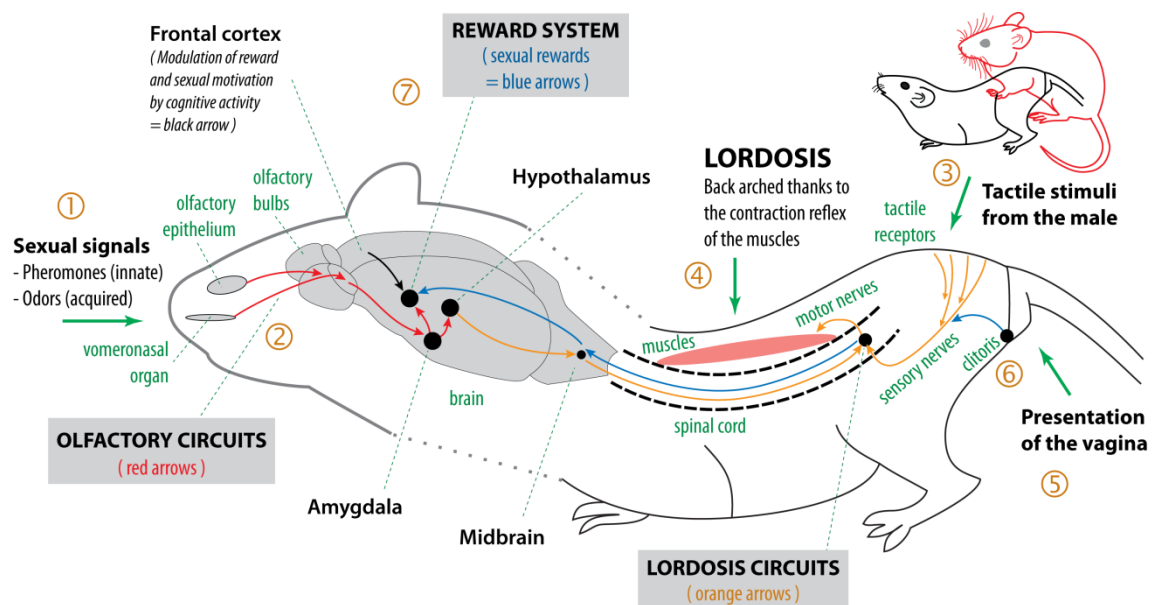 Frontal cortex
( Modulation of reward
and sexual motivation
by cognitive activity
= black arrow )
⑦
REWARD SYSTEM
( sexual rewards
= blue arrows )
Hypothalamus
olfactory
bulbs
olfactory
epithelium
①
Sexual signals
- Pheromones (innate)
- Odors (acquired)
②
vomeronasal
organ
OLFACTORY CIRCUITS
( red arrows )
brain
Amygdala
Midbrain
LORDOSIS
Back arched thanks to
the contraction reflex
of the muscles
④
③
Tactile stimuli
from the male
tactile
receptors
motor nerves
muscles
spinal cord
sensory nerves
clitoris
⑥
Presentation
of the vagina
⑤
LORDOSIS CIRCUITS
( orange arrows )